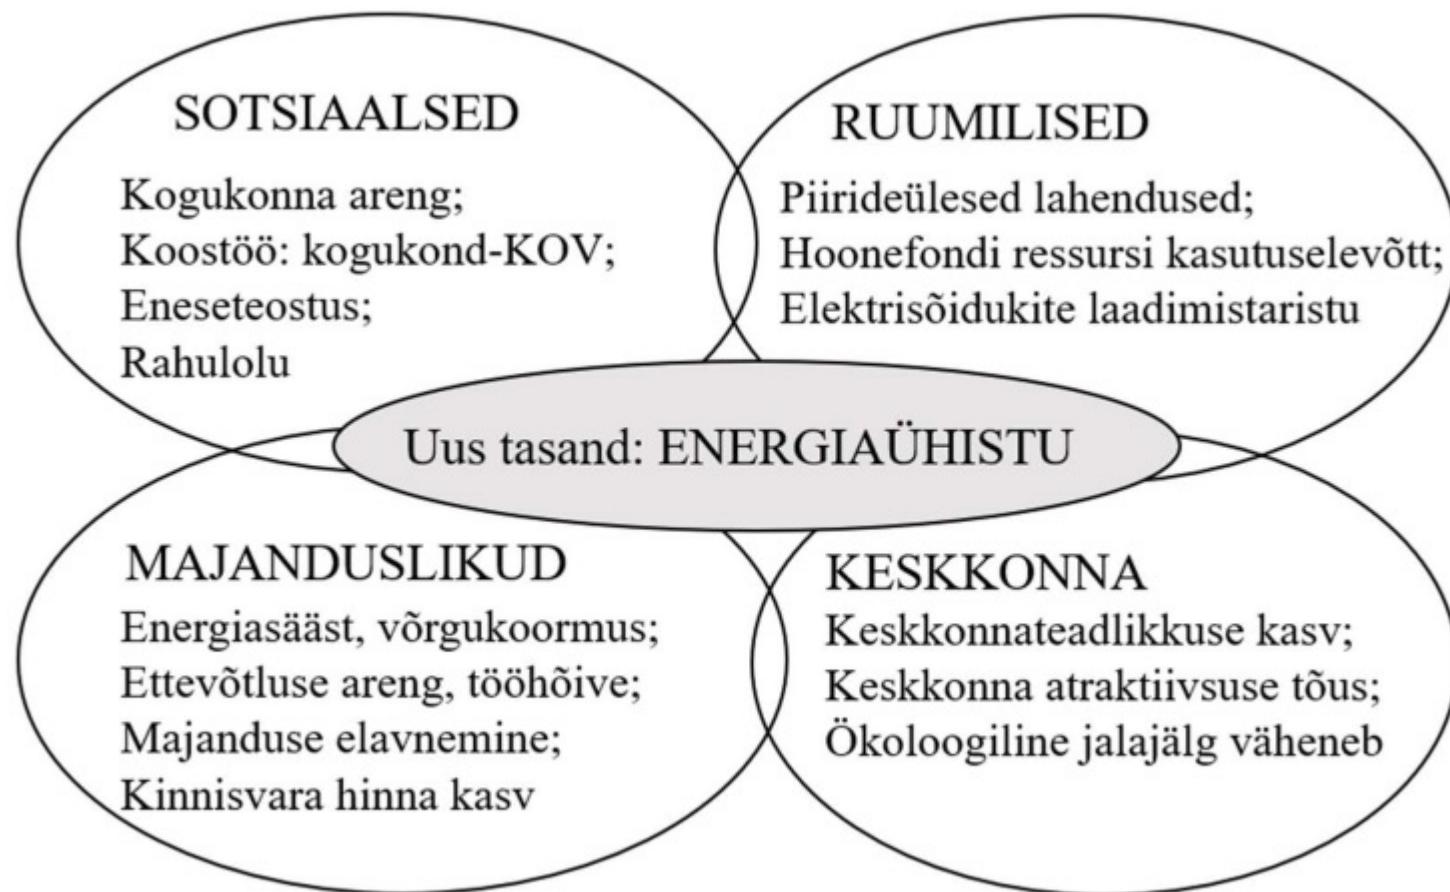 SOTSIAALSED
Kogukonna areng;
Koostöö: kogukond-KOV;
Eneseteostus;
Rahulolu
RUUMILISED
Piirideülesed lahendused;
Hoonefondi ressursi kasutuselevõtt;
Elektrisõidukite laadimistaristu
Uus tasand: ENERGIAÜHISTU
MAJANDUSLIKUD
Energiasääst, võrgukoormus;
Ettevõtluse areng, tööhõive;
Majanduse elavnemine;
Kinnisvara hinna kasv
KESKKONNA
Keskkonnateadlikkuse kasv;
Keskkonna atraktiivsuse tõus;
Ökoloogiline jalajälg väheneb